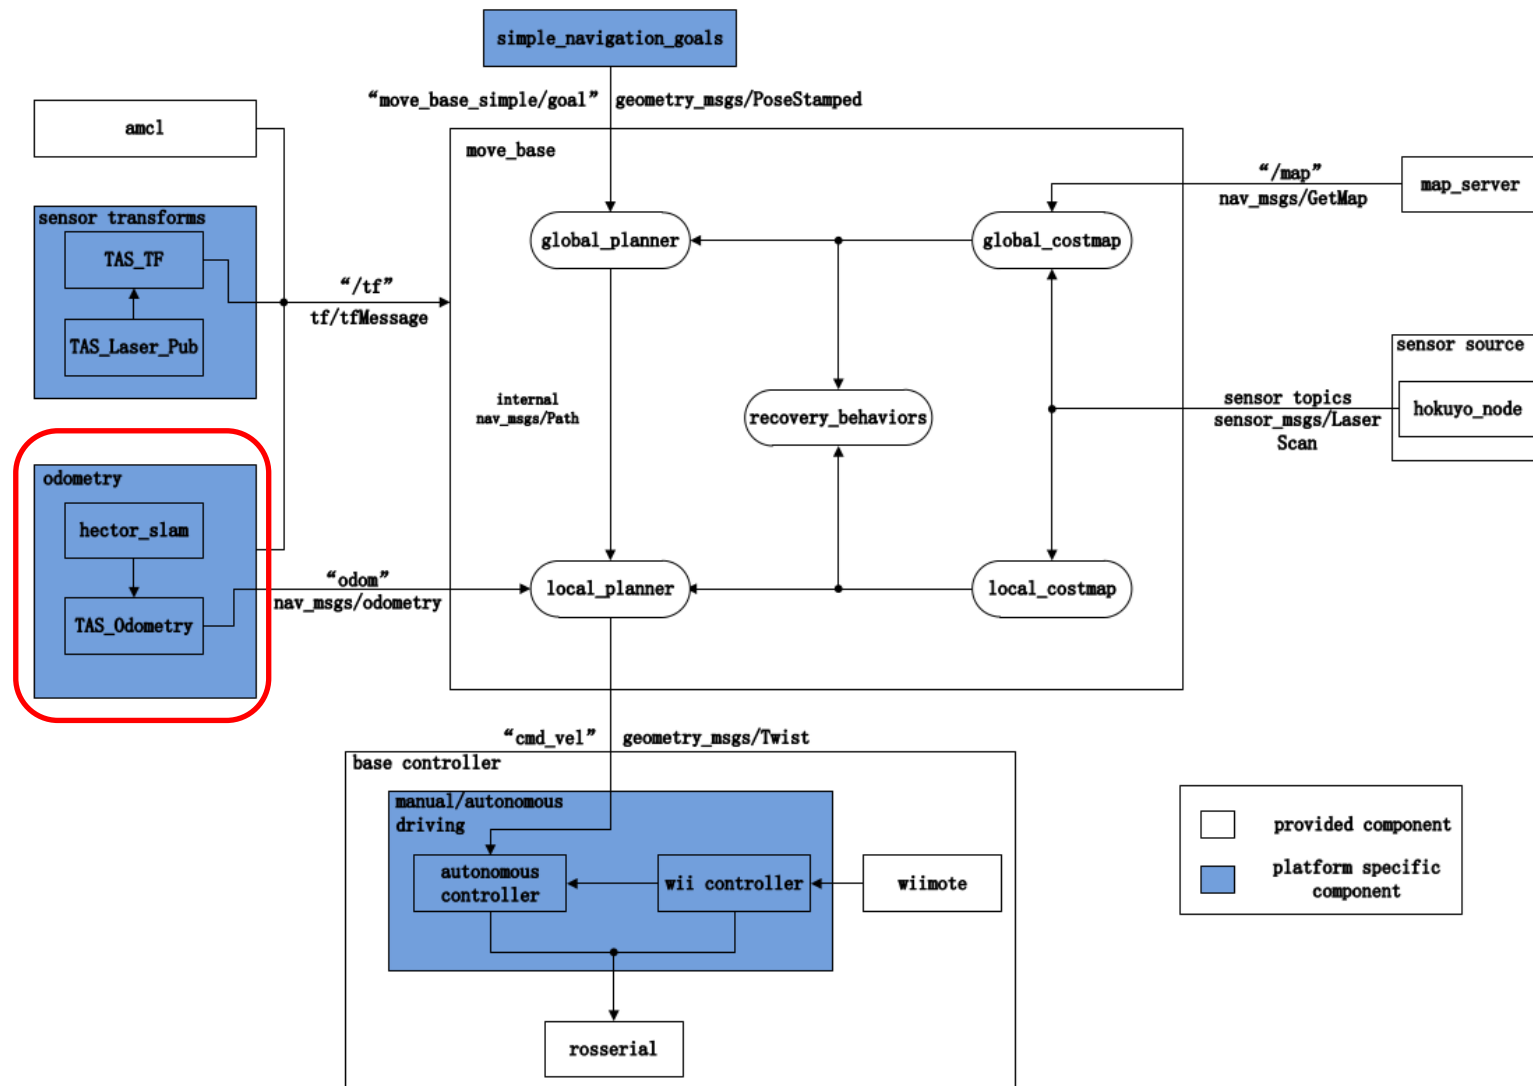 simple_navigation_goals
“move_base_simple/goal” geometry_msgs/PoseStamped
amcl
move_base
“/map”
nav_msgs/GetMap
map_server
sensor transforms
TAS_TF
TAS_Laser_Pub
“/tf”
tf/tfMessage
global_planner
global_costmap
internal
nav_msgs/Path
recovery_behaviors
sensor topics
sensor_msgs/Laser
Scan
sensor source
hokuyo_node
odometry
hector_slam
TAS_Odometry
“odom”
nav_msgs/odometry
local_planner
local_costmap
“cmd_vel” geometry_msgs/Twist
base controller
manual/autonomous
driving
autonomous
controller
wii controller
wiimote
rosserial
provided component
platform specific
component